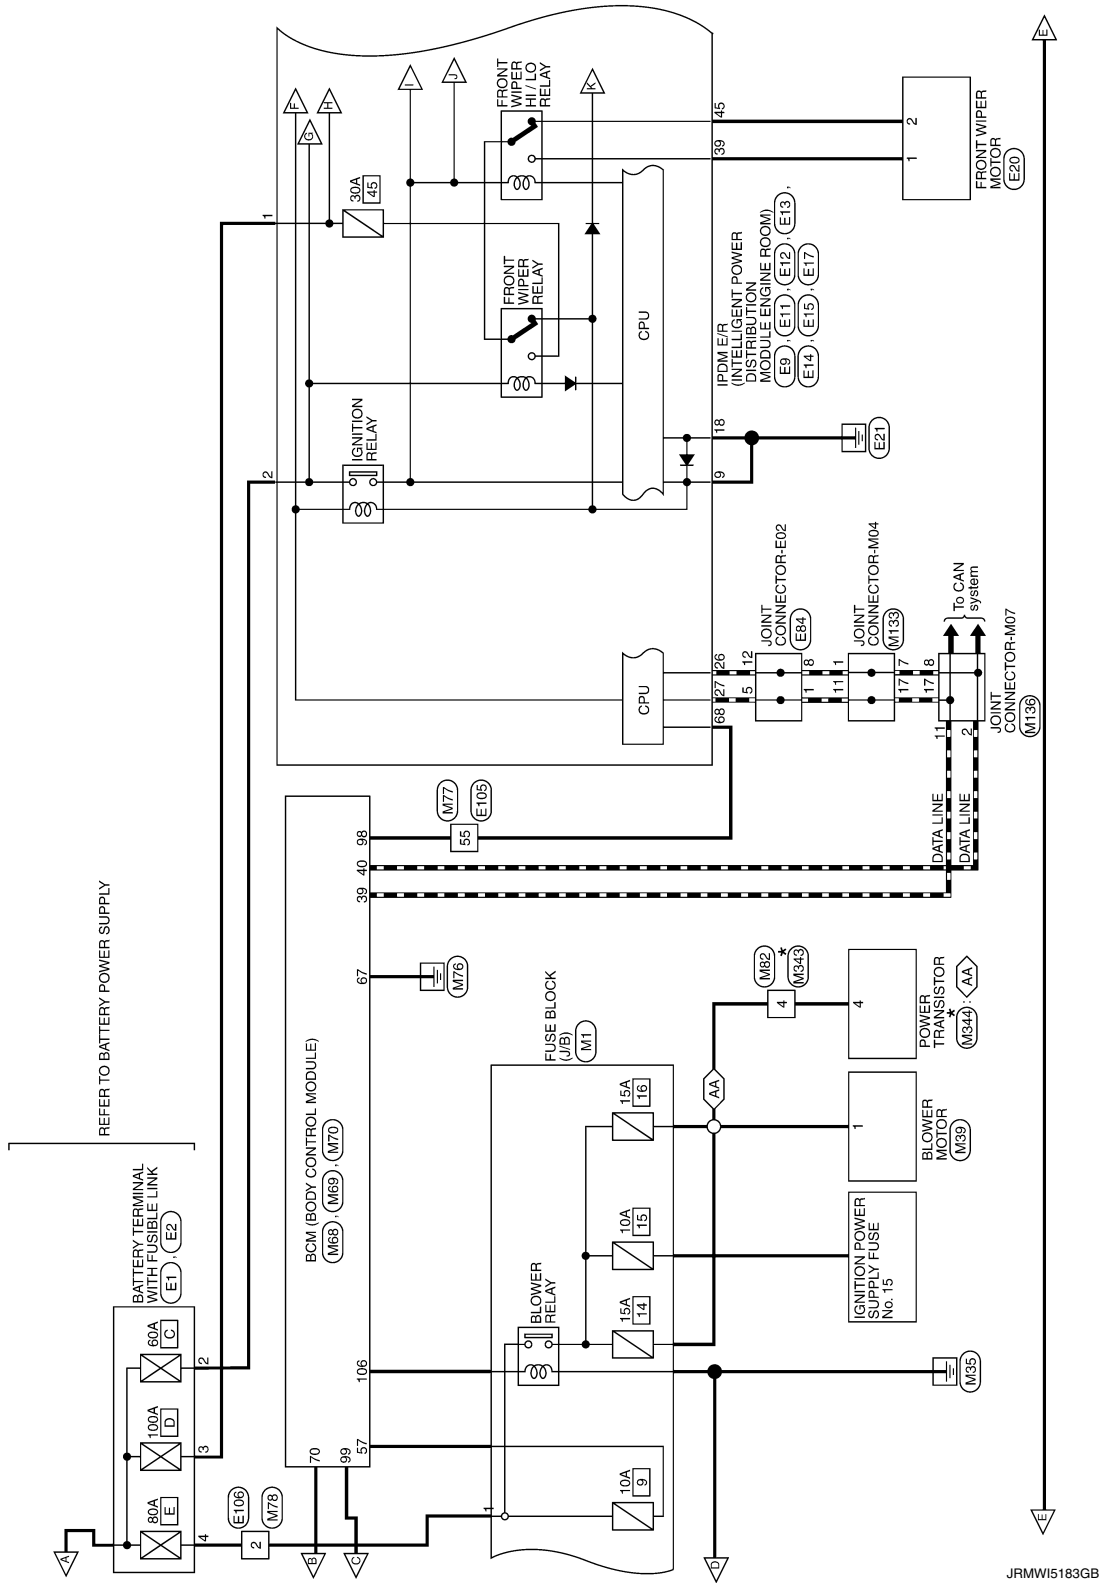 REFER TO BATTERY POWER SUPPLY
BATTERY TERMINAL
WITH FUSIBLE LINK
E1 , E2
A
80A
E
100A
D
60A
C
4
3
2
E106
M78
2
B
C
70
99
57
106
BCM (BODY CONTROL MODULE)
M68 , M69 , M70
67
M76
39
40
98
M77
E105
55
FUSE BLOCK
(J/B)
M1
1
10A
9
BLOWER
RELAY
15A
14
10A
15
15A
16
D
M35
IGNITION POWER
SUPPLY FUSE
No. 15
AA
1
BLOWER
MOTOR
M39
M82
*
M343
4
4
POWER
TRANSISTOR
*
M344 : AA
F
G
H
I
J
K
1
2
30A
45
IGNITION
RELAY
FRONT
WIPER
RELAY
FRONT
WIPER
HI / LO
RELAY
CPU
CPU
68
27
26
9
18
39
45
IPDM E/R
(INTELLIGENT POWER
DISTRIBUTION
MODULE ENGINE ROOM)
E9 , E11 , E12 , E13 ,
E14 , E15 , E17
E21
1
2
FRONT WIPER
MOTOR
E20
5
12
JOINT
CONNECTOR-E02
E84
1
8
11
1
JOINT
CONNECTOR-M04
M133
17
7
17
8
To CAN
system
11
2
JOINT
CONNECTOR-M07
M136
DATA LINE
DATA LINE
E
E
JRMWI5183GB